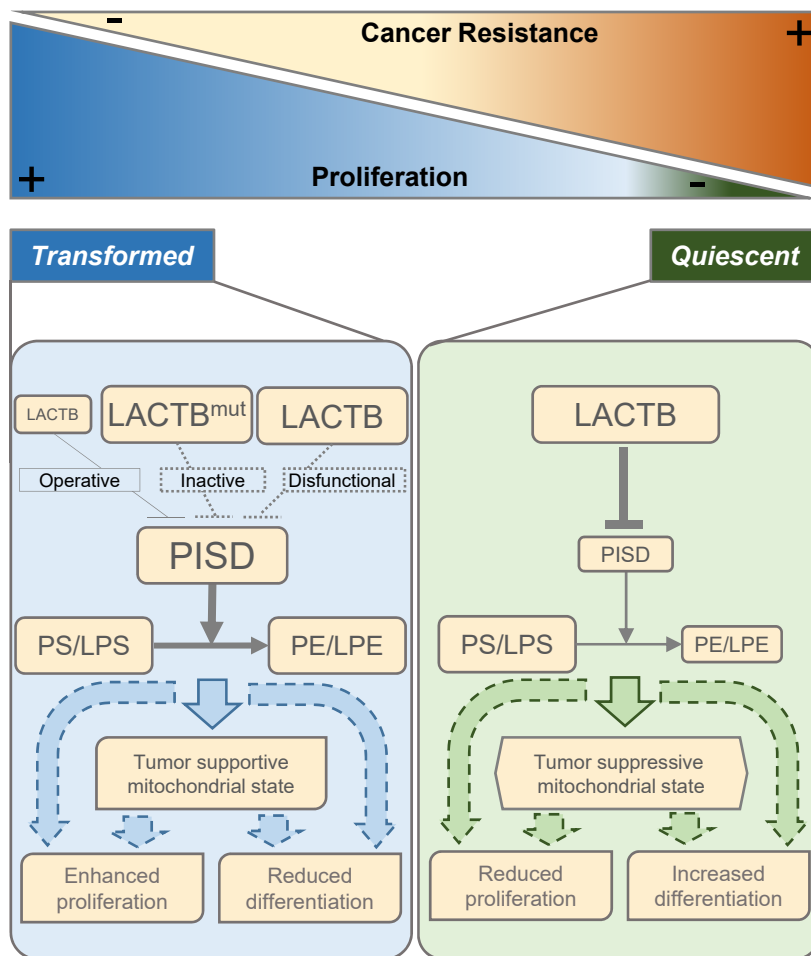 -
Cancer Resistance
+
+
Proliferation
-
Transformed
Quiescent
LACTB
LACTBmut
LACTB
Operative
Inactive
Disfunctional
PISD
PS/LPS
PE/LPE
Tumor supportive
mitochondrial state
Enhanced
proliferation
Reduced
differentiation
LACTB
PISD
PS/LPS
PE/LPE
Tumor suppressive
mitochondrial state
Reduced
proliferation
Increased
differentiation